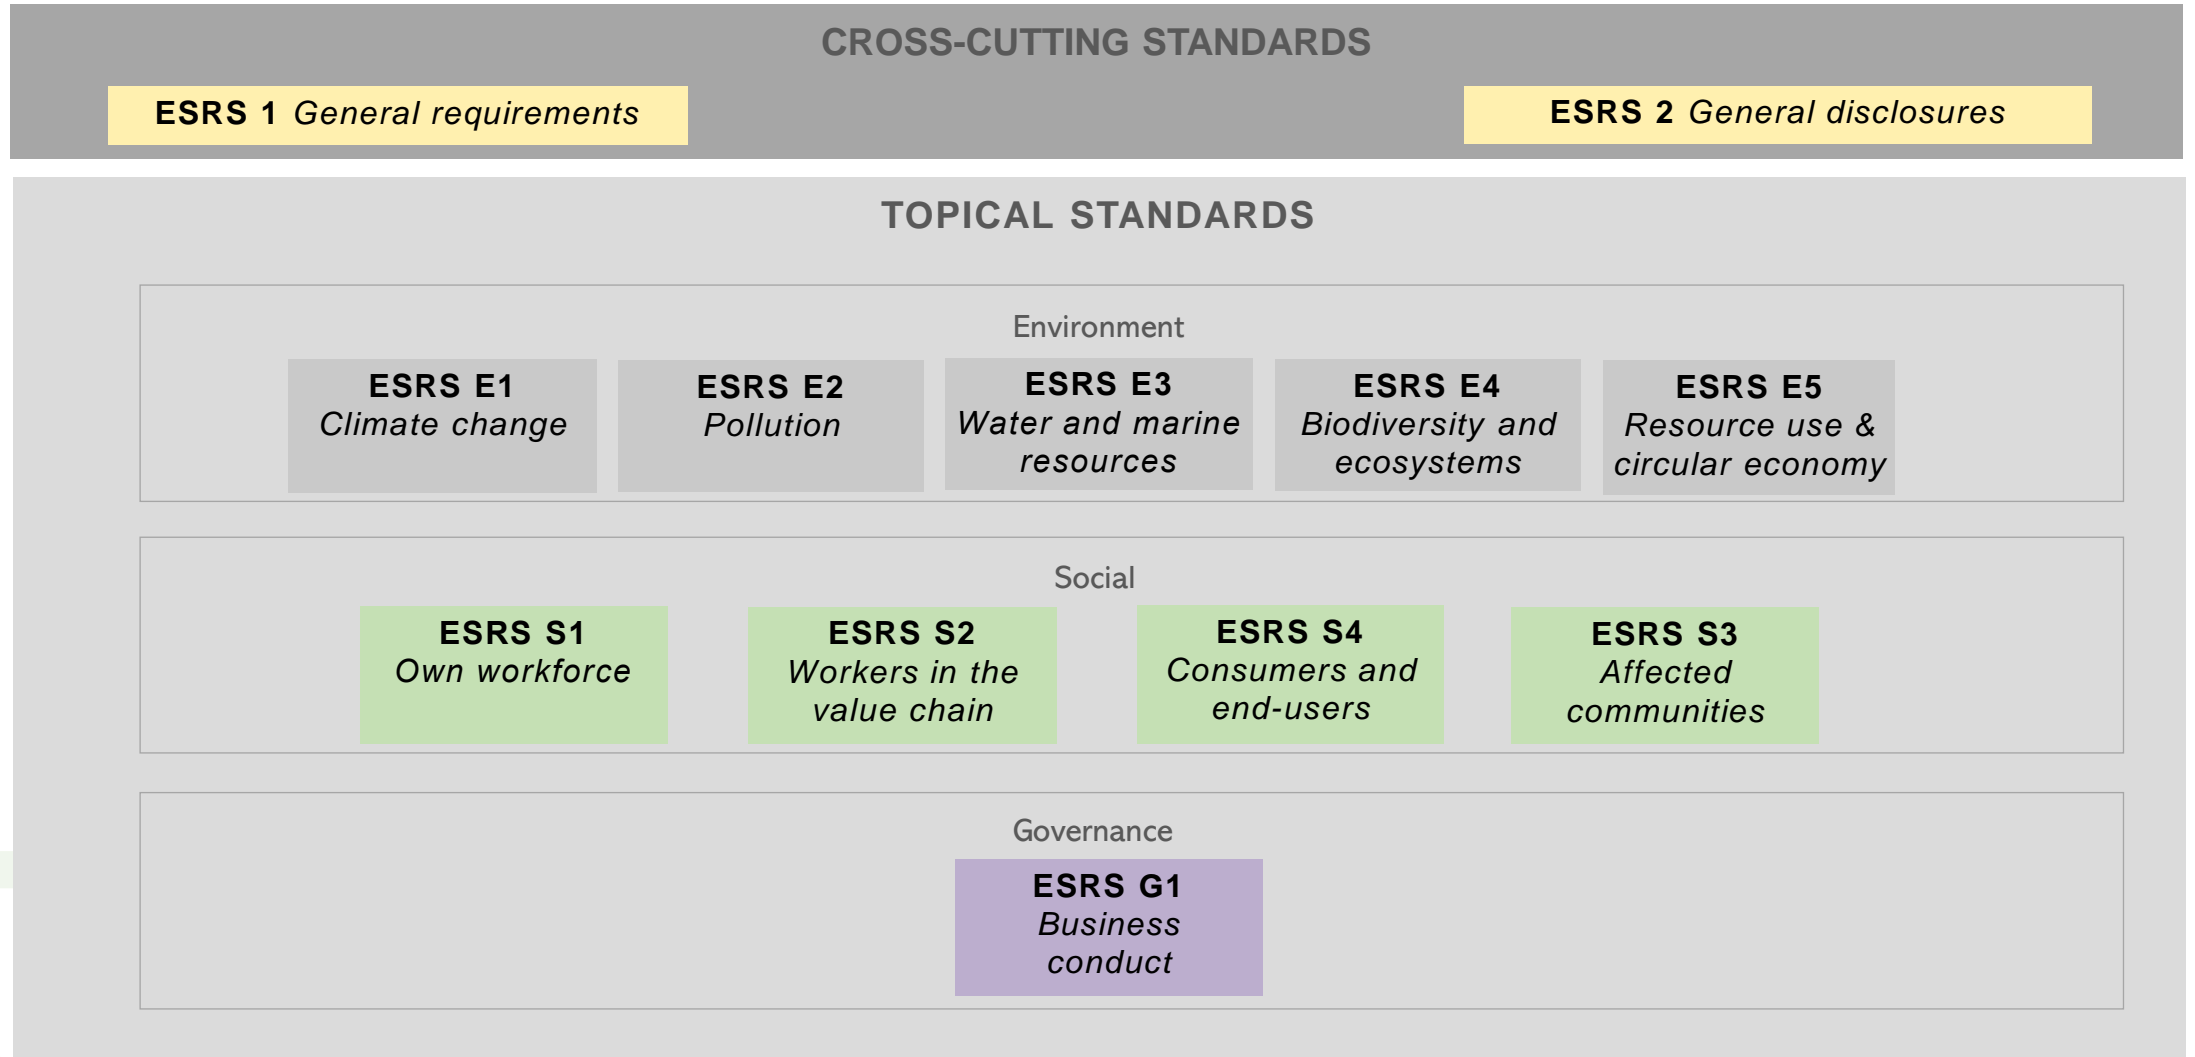 CROSS-CUTTING STANDARDS
ESRS 1 General requirements
ESRS 2 General disclosures
TOPICAL STANDARDS
Environment
ESRS E1
Climate change
ESRS E2
Pollution
ESRS E3
Water and marine
resources
ESRS E4
Biodiversity and
ecosystems
ESRS E5
Resource use &
circular economy
Social
ESRS S1
Own workforce
ESRS S2
Workers in the
value chain
ESRS S4
Consumers and
end-users
ESRS S3
Affected
communities
Governance
ESRS G1
Business
conduct